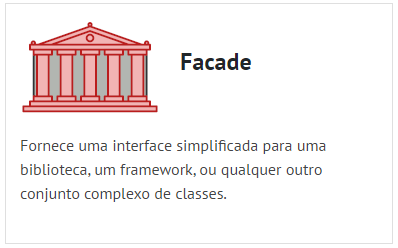 Facade
Fornece uma interface simplificada para uma
biblioteca, um framework, ou qualquer outro
conjunto complexo de classes.